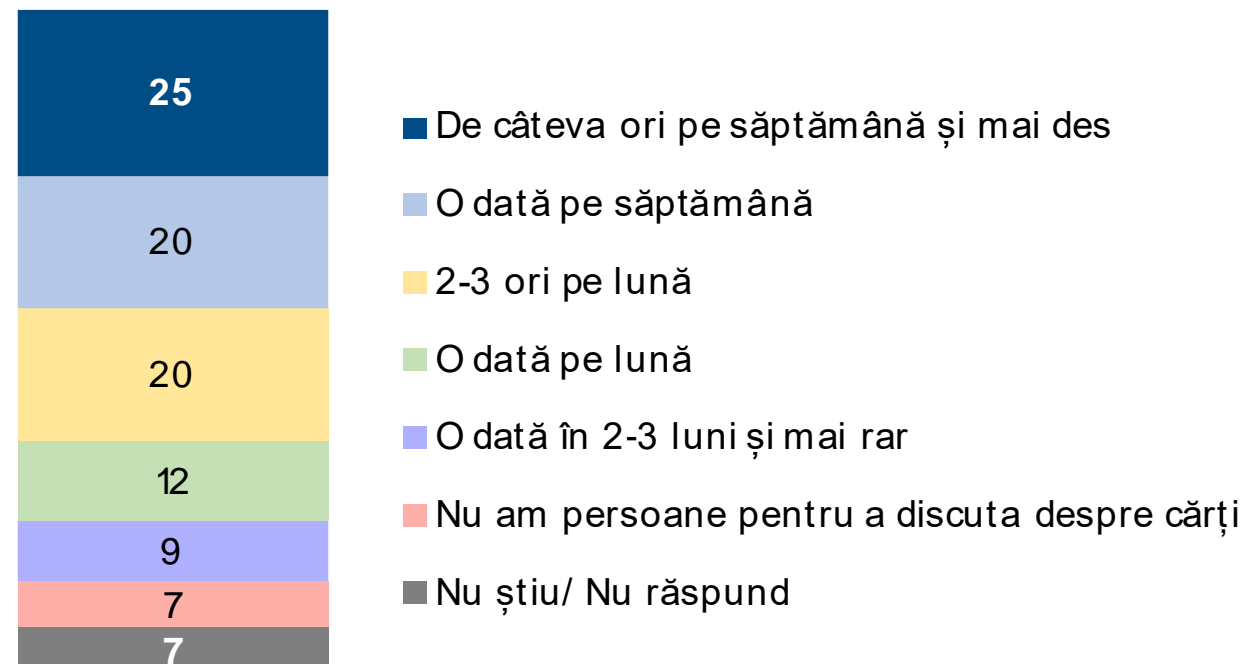 25
20
20
12
9
7
7
De câteva ori pe săptămână și mai des
O dată pe săptămână
2-3 ori pe lună
O dată pe lună
O dată în 2-3 luni și mai rar
Nu am persoane pentru a discuta despre cărți
Nu știu/ Nu răspund